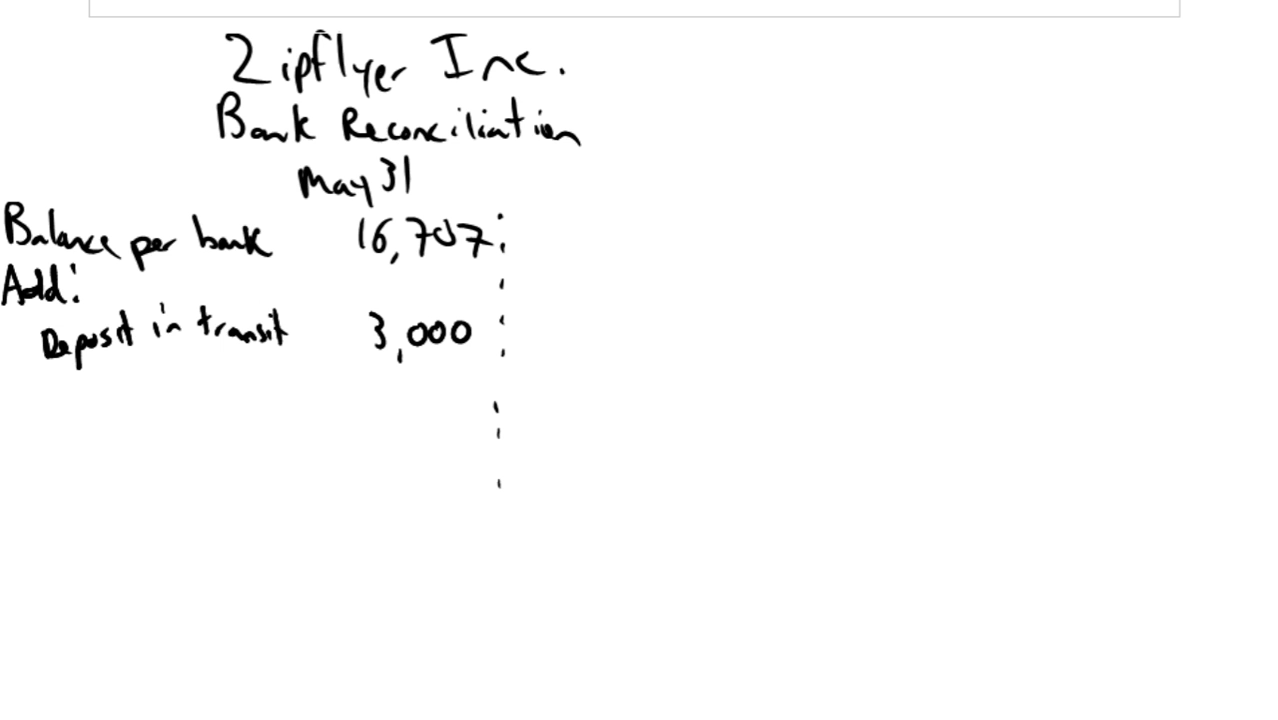 Zipflyer Inc.
Bank Reconciliation
May 31
Balance per bank 16,707
Add:
Deposit in transit 3,000